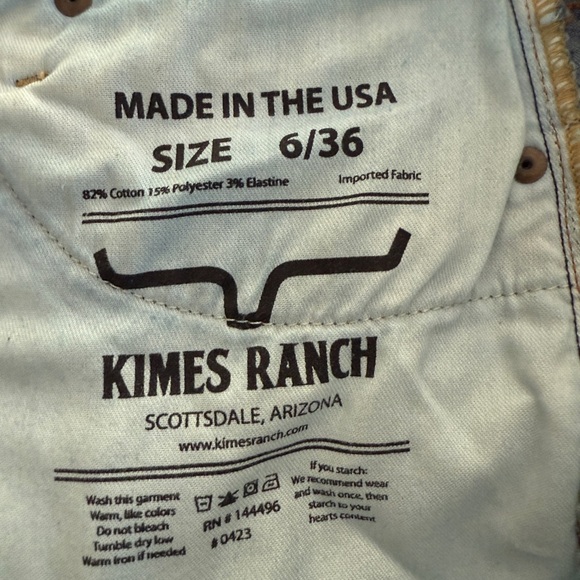 MADE IN THE USA
SIZE 6/36
82% Cotton 15% Polyester 3% Elastine Imported Fabric
KIMES RANCH
SCOTTSDALE, ARIZONA
www.kimesranch.com
Wash this garment
Warm, like colors
Do not bleach
Tumble dry low
Warm iron if needed
RN # 144496
# 0423
If you starch:
We recommend wear
and wash once, then
starch to your
hearts content